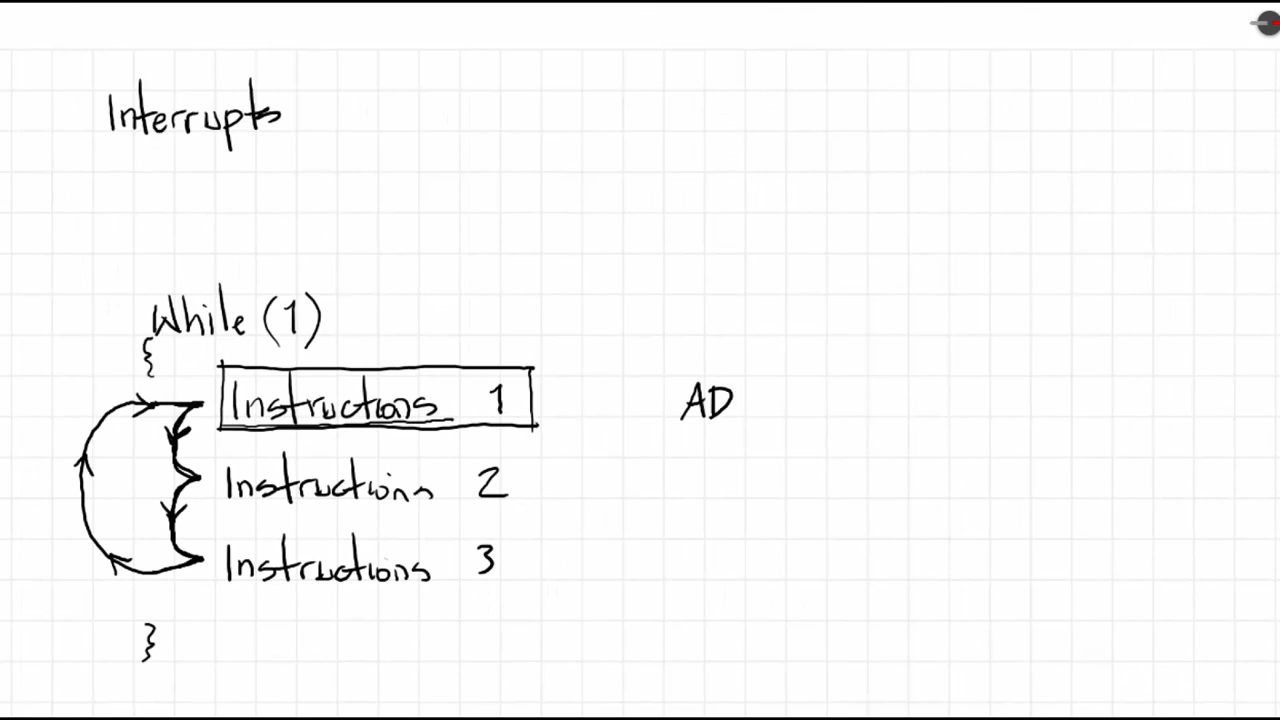 Interrupts
While (1)
{
Instructions 1 AD
Instructions 2
Instructions 3
}